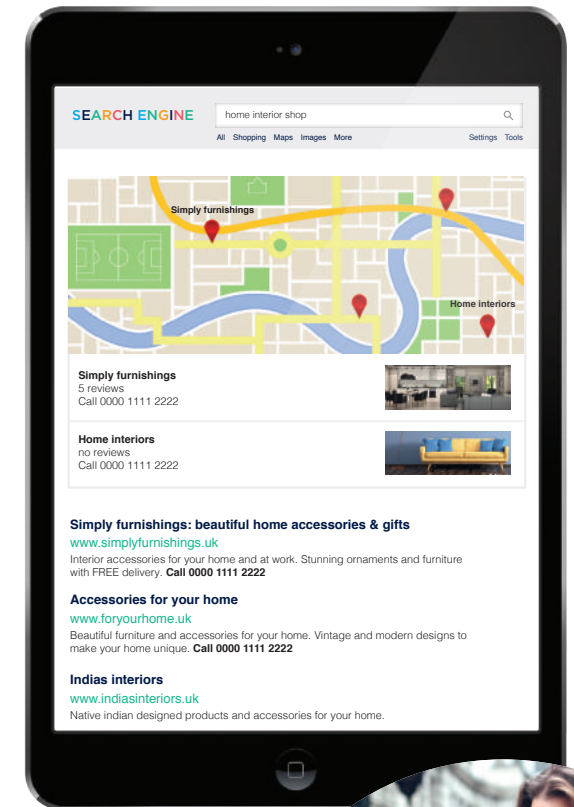 SEARCH ENGINE
home interior shop
All Shopping Maps Images More Settings Tools
Simply furnishings
Home interiors
Simply furnishings
5 reviews
Call 0000 1111 2222
Home interiors
no reviews
Call 0000 1111 2222
Simply furnishings: beautiful home accessories & gifts
www.simplyfurnishings.uk
Interior accessories for your home and at work. Stunning ornaments and furniture
with FREE delivery. Call 0000 1111 2222
Accessories for your home
www.foryourhome.uk
Beautiful furniture and accessories for your home. Vintage and modern designs to
make your home unique. Call 0000 1111 2222
Indias interiors
www.indiasinteriors.uk
Native indian designed products and accessories for your home.